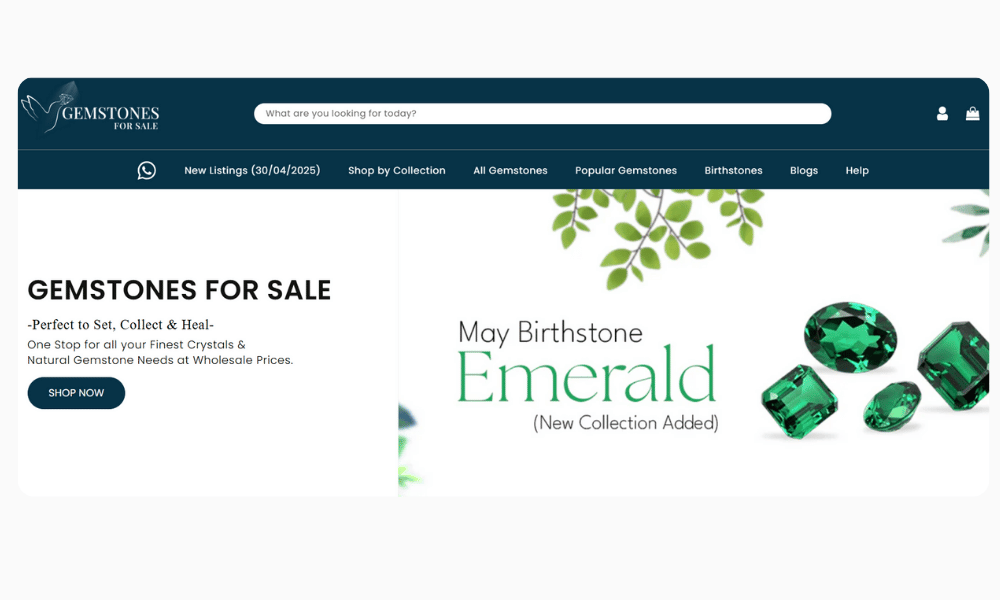 GEMSTONES
FOR SALE
What are you looking for today?
New Listings (30/04/2025) Shop by Collection All Gemstones Popular Gemstones Birthstones Blogs Help
GEMSTONES FOR SALE
-Perfect to Set, Collect & Heal-
One Stop for all your Finest Crystals &
Natural Gemstone Needs at Wholesale Prices.
SHOP NOW
May Birthstone
Emerald
(New Collection Added)